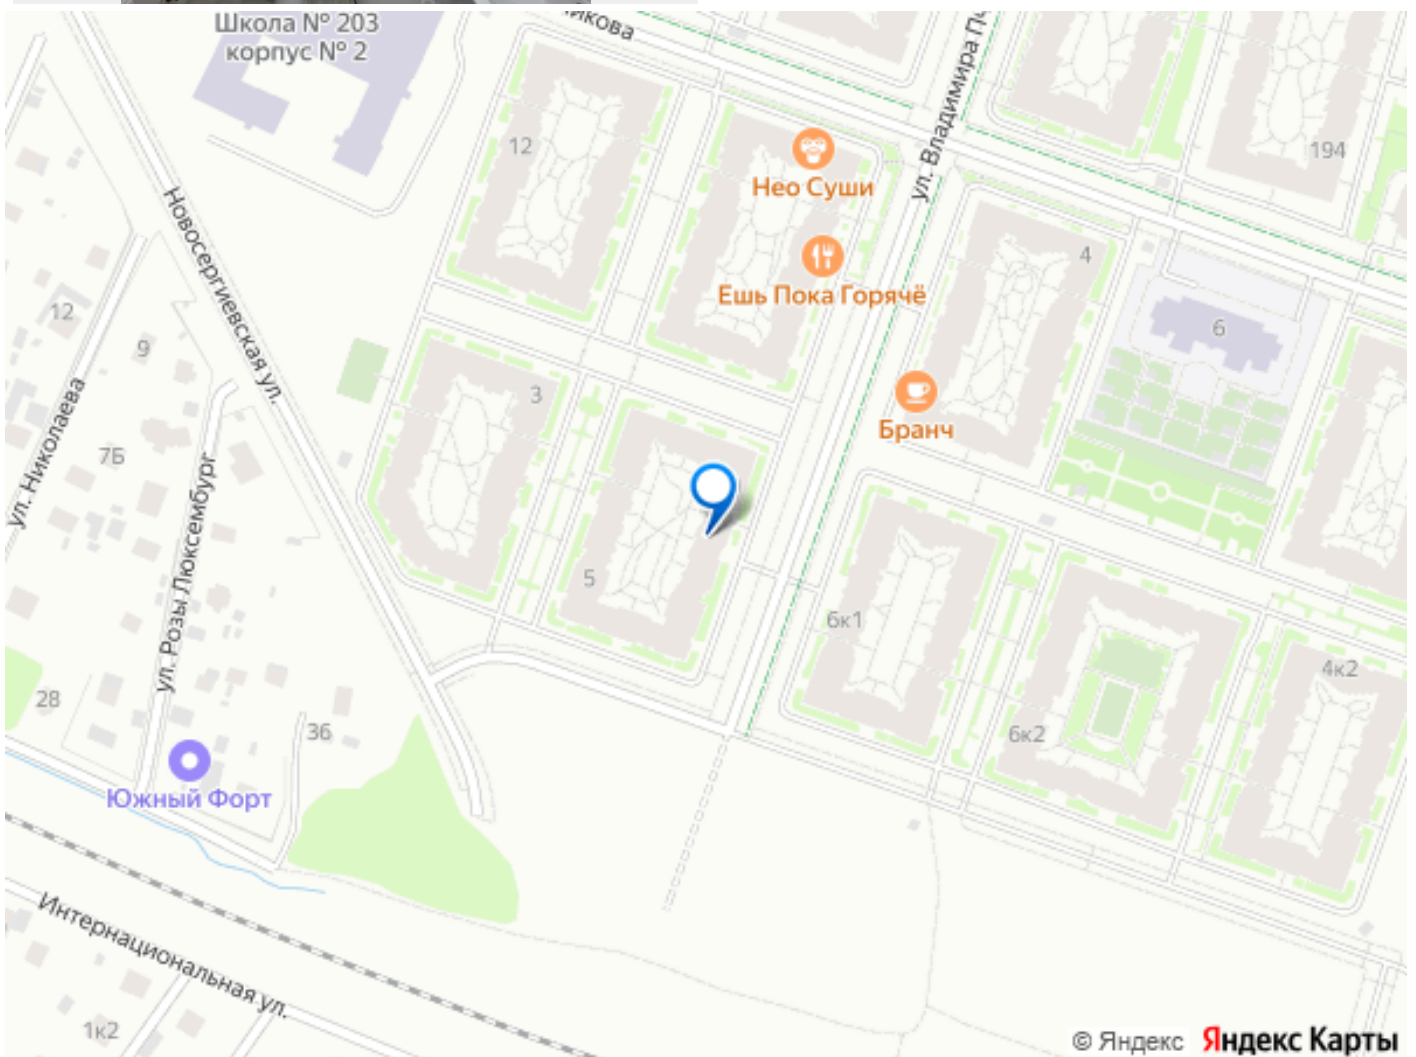 Школа № 203
корпус № 2
ул. Владимира
12
Нео Суши
194
Новосергиевская ул.
4
Ешь Пока Горячё
12
6
9
3
ул. Николаева
Бранч
7Б
ул. Розы Люксембург
5
6к1
4к2
28
36
6к2
Южный Форт
Интернациональная ул.
1к2
© Яндекс Яндекс Карты